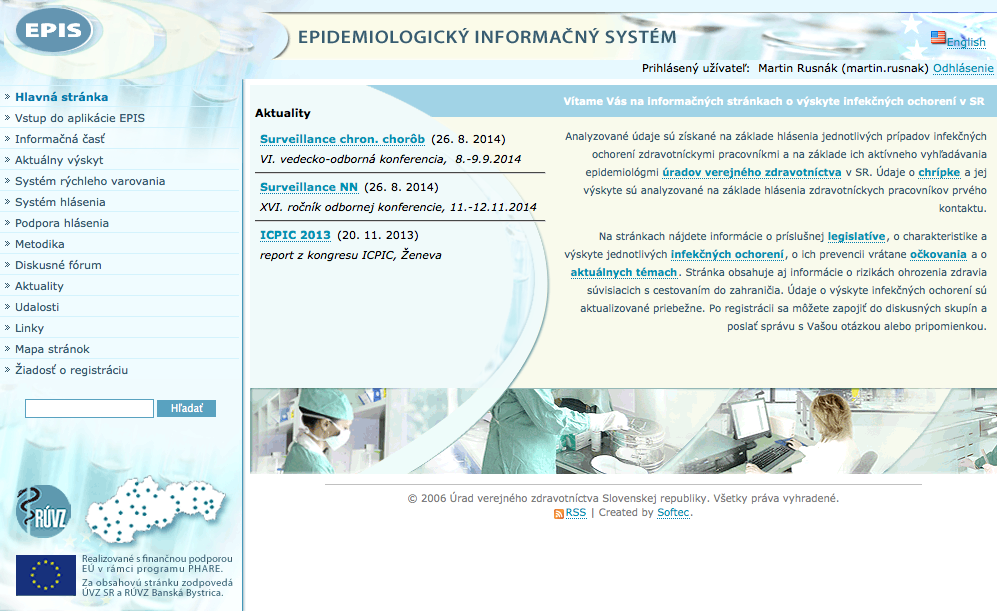 EPIS
EPIDEMIOLOGICKÝ INFORMAČNÝ SYSTÉM
English
Prihlásený užívateľ: Martin Rusnák (martin.rusnak) Odhlásenie
» Hlavná stránka
» Vstup do aplikácie EPIS
» Informačná časť
» Aktuálny výskyt
» Systém rýchleho varovania
» Systém hlásenia
» Podpora hlásenia
» Metodika
» Diskusné fórum
» Aktuality
» Udalosti
» Linky
» Mapa stránok
» Žiadosť o registráciu
Hľadať
RÚVZ
Realizované s finančnou podporou
EÚ v rámci programu PHARE.
Za obsahovú stránku zodpovedá
ÚVZ SR a RÚVZ Banská Bystrica.
Aktuality
Surveillance chron. chorôb (26. 8. 2014)
VI. vedecko-odborná konferencia, 8.-9.9.2014
Surveillance NN (26. 8. 2014)
XVI. ročník odbornej konferencie, 11.-12.11.2014
ICPIC 2013 (20. 11. 2013)
report z kongresu ICPIC, Ženeva
Vítame Vás na informačných stránkach o výskyte infekčných ochorení v SR
Analyzované údaje sú získané na základe hlásenia jednotlivých prípadov infekčných
ochorení zdravotníckymi pracovníkmi a na základe ich aktívneho vyhľadávania
epidemiológmi úradov verejného zdravotníctva v SR. Údaje o chrípke a jej
výskyte sú analyzované na základe hlásenia zdravotníckych pracovníkov prvého
kontaktu.
Na stránkach nájdete informácie o príslušnej legislatíve, o charakteristike a
výskyte jednotlivých infekčných ochorení, o ich prevencii vrátane očkovania a o
aktuálnych témach. Stránka obsahuje aj informácie o rizikách ohrozenia zdravia
súvisiacich s cestovaním do zahraničia. Údaje o výskyte infekčných ochorení sú
aktualizované priebežne. Po registrácii sa môžete zapojiť do diskusných skupín a
poslať správu s Vašou otázkou alebo pripomienkou.
© 2006 Úrad verejného zdravotníctva Slovenskej republiky. Všetky práva vyhradené.
RSS | Created by Softec.